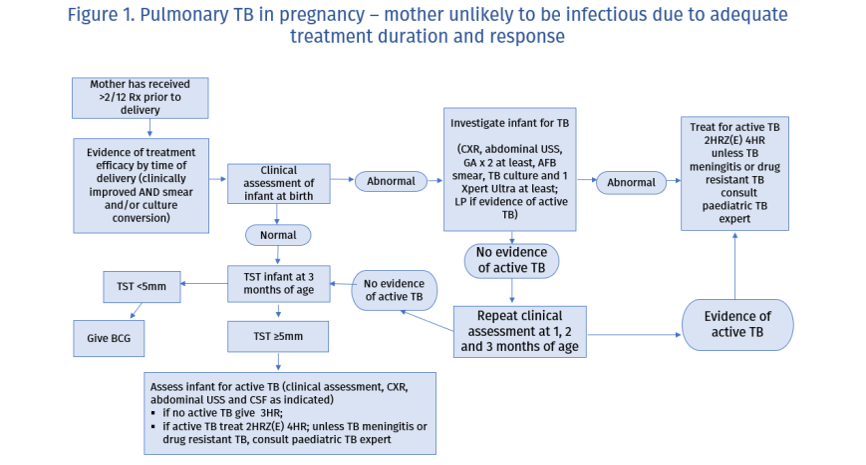 Figure 1. Pulmonary TB in pregnancy – mother unlikely to be infectious due to adequate
treatment duration and response
Mother has received
>2/12 Rx prior to
delivery
Evidence of treatment
efficacy by time of
delivery (clinically
improved AND smear
and/or culture
conversion)
Clinical
assessment of
infant at birth
Abnormal
Investigate infant for TB
(CXR, abdominal USS,
GA x 2 at least, AFB
smear, TB culture and 1
Xpert Ultra at least;
LP if evidence of active
TB)
Abnormal
Treat for active TB
2HRZ(E) 4HR
unless TB
meningitis or drug
resistant TB
consult
paediatric TB
expert
Normal
No evidence
of active TB
TST infant at 3
months of age
No evidence
of active TB
TST <5mm
Give BCG
TST ≥5mm
Repeat clinical
assessment at 1, 2
and 3 months of age
Evidence of
active TB
Assess infant for active TB (clinical assessment, CXR,
abdominal USS and CSF as indicated)
▪ if no active TB give 3HR;
▪ if active TB treat 2HRZ(E) 4HR; unless TB meningitis or
drug resistant TB, consult paediatric TB expert